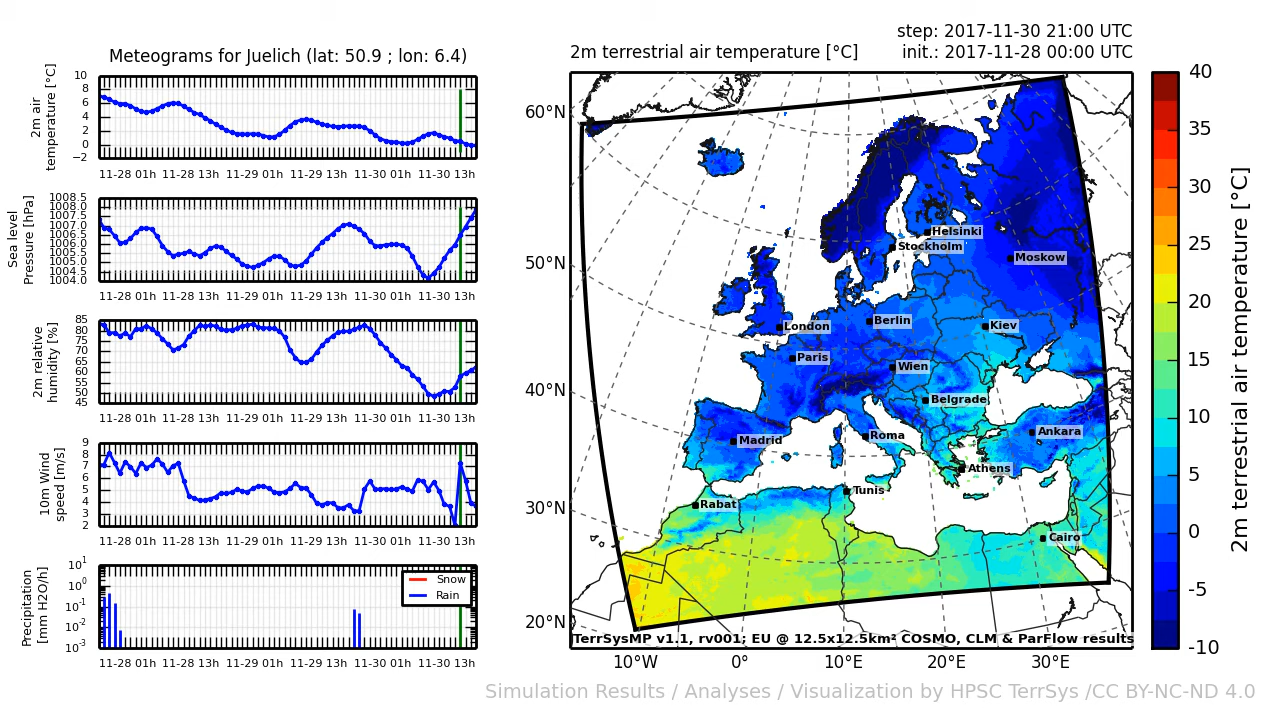 step: 2017-11-30 21:00 UTC
Meteograms for Juelich (lat: 50.9 ; lon: 6.4)
2m terrestrial air temperature [°C]
init.: 2017-11-28 00:00 UTC
2m air
temperature [°C]
10
8
6
4
2
0
−2
11-28 01h 11-28 13h 11-29 01h 11-29 13h 11-30 01h 11-30 13h
Sea level
Pressure [hPa]
1008.5
1008.0
1007.5
1007.0
1006.5
1006.0
1005.5
1005.0
1004.5
1004.0
11-28 01h 11-28 13h 11-29 01h 11-29 13h 11-30 01h 11-30 13h
2m relative
humidity [%]
85
80
75
70
65
60
55
50
45
11-28 01h 11-28 13h 11-29 01h 11-29 13h 11-30 01h 11-30 13h
10m Wind
speed [m/s]
9
8
7
6
5
4
3
2
11-28 01h 11-28 13h 11-29 01h 11-29 13h 11-30 01h 11-30 13h
Precipitation
[mm H2O/h]
10^1
10^0
10^-1
10^-2
10^-3
Snow
Rain
11-28 01h 11-28 13h 11-29 01h 11-29 13h 11-30 01h 11-30 13h
60°N
50°N
40°N
30°N
20°N
Helsinki
Stockholm
Moskow
London
Berlin
Kiev
Paris
Wien
Belgrade
Madrid
Roma
Ankara
Athens
Tunis
Rabat
Cairo
TerrSysMP v1.1, rv001; EU @ 12.5x12.5km² COSMO, CLM & ParFlow results
10°W 0° 10°E 20°E 30°E
40
35
30
25
20
15
10
5
0
-5
-10
2m terrestrial air temperature [°C]
Simulation Results / Analyses / Visualization by HPSC TerrSys /CC BY-NC-ND 4.0